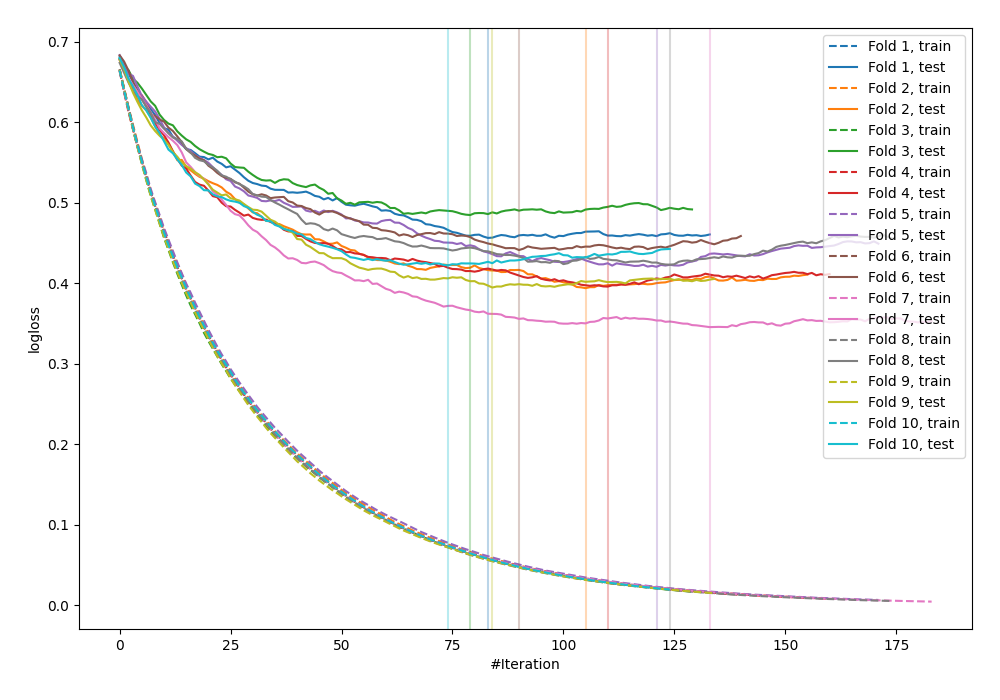 0.7
0.6
0.5
0.4
0.3
0.2
0.1
0.0
logloss
0
25
50
75
100
125
150
175
#Iteration
Fold 1, train
Fold 1, test
Fold 2, train
Fold 2, test
Fold 3, train
Fold 3, test
Fold 4, train
Fold 4, test
Fold 5, train
Fold 5, test
Fold 6, train
Fold 6, test
Fold 7, train
Fold 7, test
Fold 8, train
Fold 8, test
Fold 9, train
Fold 9, test
Fold 10, train
Fold 10, test